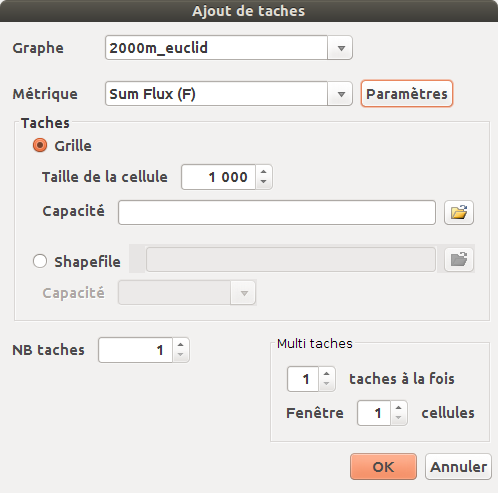 Ajout de taches
Graphe 2000m_euclid
Métrique Sum Flux (F) Paramètres
Taches
Grille
Taille de la cellule 1 000
Capacité
Shapefile
Capacité
NB taches 1
Multi taches
1 taches à la fois
Fenêtre 1 cellules
OK Annuler